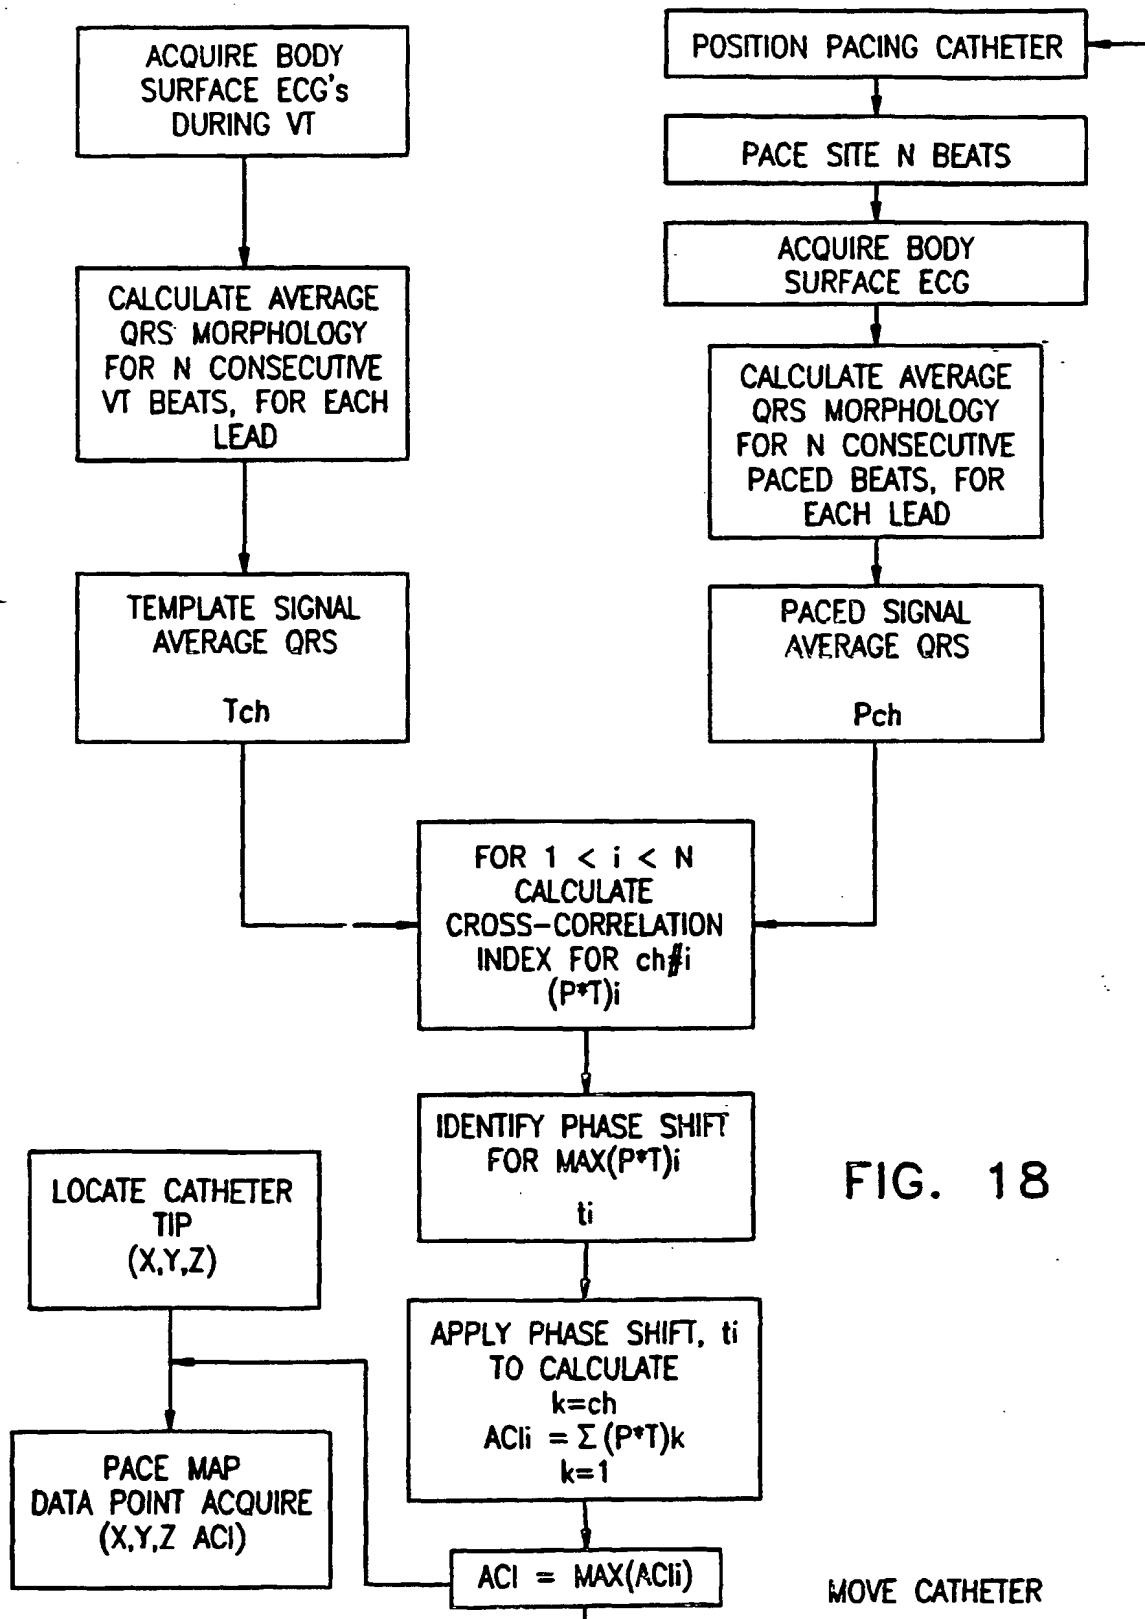 ACQUIRE BODY
SURFACE ECG's
DURING VT
CALCULATE AVERAGE
QRS MORPHOLOGY
FOR N CONSECUTIVE
VT BEATS, FOR EACH
LEAD
TEMPLATE SIGNAL
AVERAGE QRS
Tch
POSITION PACING CATHETER
PACE SITE N BEATS
ACQUIRE BODY
SURFACE ECG
CALCULATE AVERAGE
QRS MORPHOLOGY
FOR N CONSECUTIVE
PACED BEATS, FOR
EACH LEAD
PACED SIGNAL
AVERAGE QRS
Pch
FOR 1 < i < N
CALCULATE
CROSS-CORRELATION
INDEX FOR ch#i
(P*T)i
IDENTIFY PHASE SHIFT
FOR MAX(P*T)i
ti
FIG. 18
LOCATE CATHETER
TIP
(X,Y,Z)
APPLY PHASE SHIFT, ti
TO CALCULATE
k=ch
ACIi = Σ(P*T)k
k=1
PACE MAP
DATA POINT ACQUIRE
(X,Y,Z ACI)
ACI = MAX(ACIi)
MOVE CATHETER